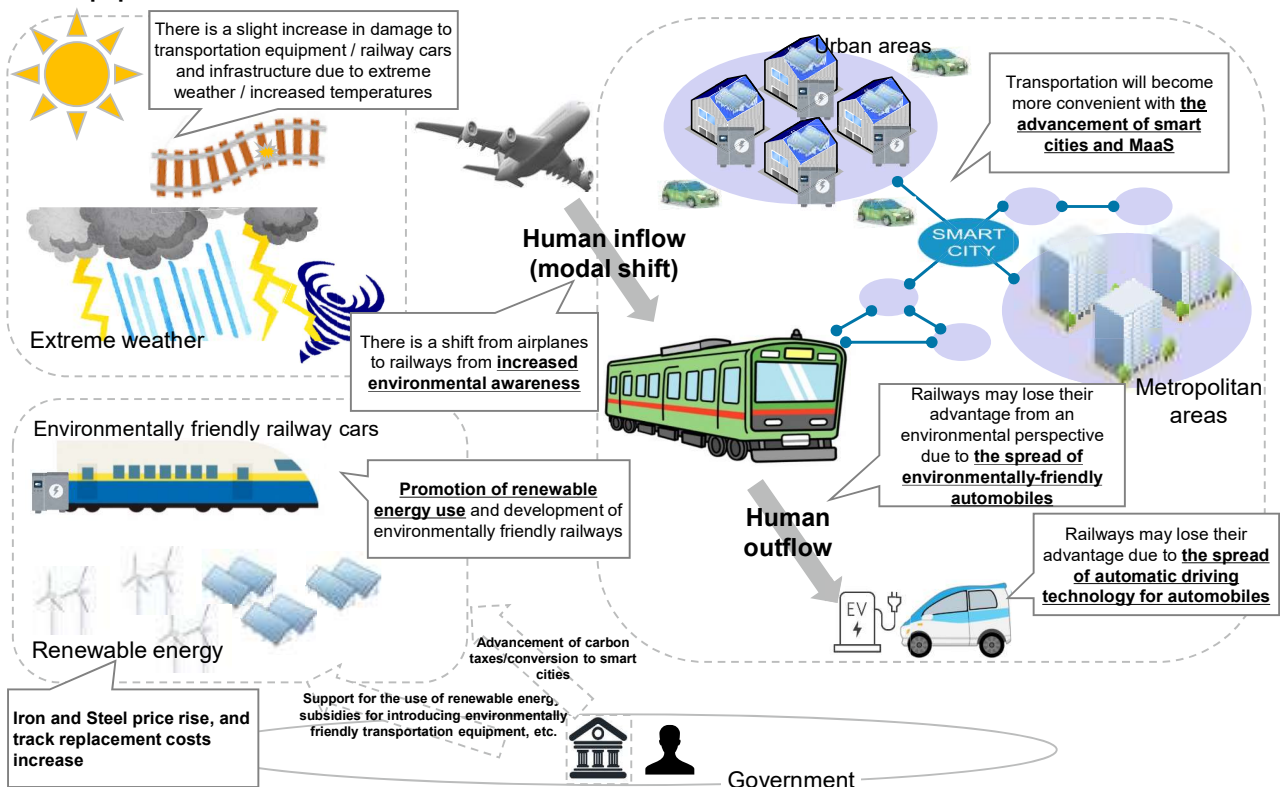 There is a slight increase in damage to
transportation equipment / railway cars
and infrastructure due to extreme
weather / increased temperatures
Extreme weather
Human inflow
(modal shift)
There is a shift from airplanes
to railways from increased
environmental awareness
Urban areas
Transportation will become
more convenient with the
advancement of smart
cities and MaaS
SMART
CITY
Metropolitan
areas
Railways may lose their
advantage from an
environmental perspective
due to the spread of
environmentally-friendly
automobiles
Human
outflow
Railways may lose their
advantage due to the spread
of automatic driving
technology for automobiles
EV
Environmentally friendly railway cars
Promotion of renewable
energy use and development of
environmentally friendly railways
Renewable energy
Iron and Steel price rise, and
track replacement costs
increase
Advancement of carbon
taxes/conversion to smart
cities
Support for the use of renewable energy
subsidies for introducing environmentally
friendly transportation equipment, etc.
Government